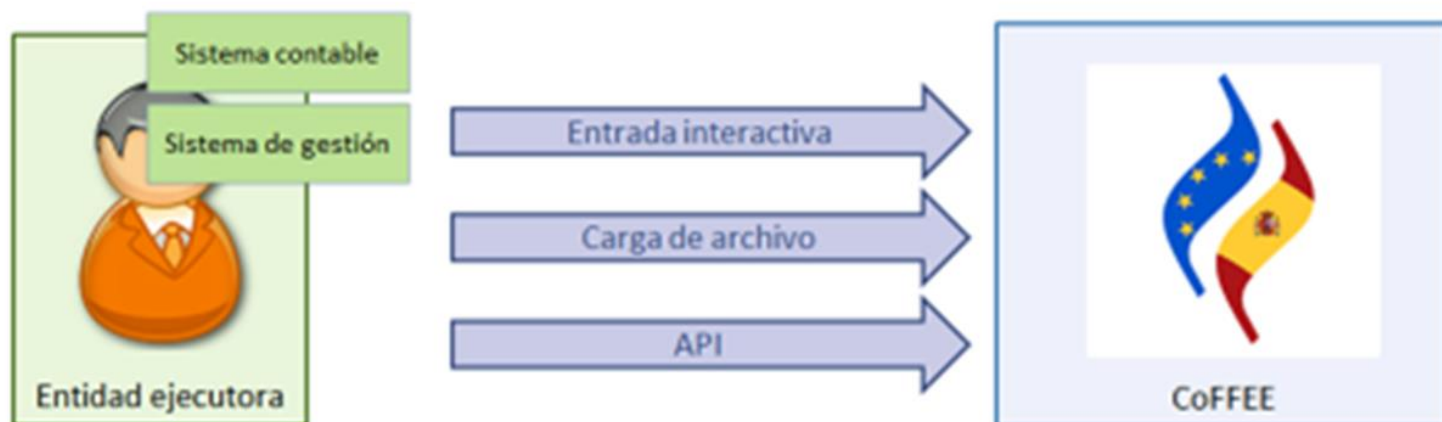 Sistema contable
Sistema de gestión
Entidad ejecutora
Entrada interactiva
Carga de archivo
API
CoFFEE